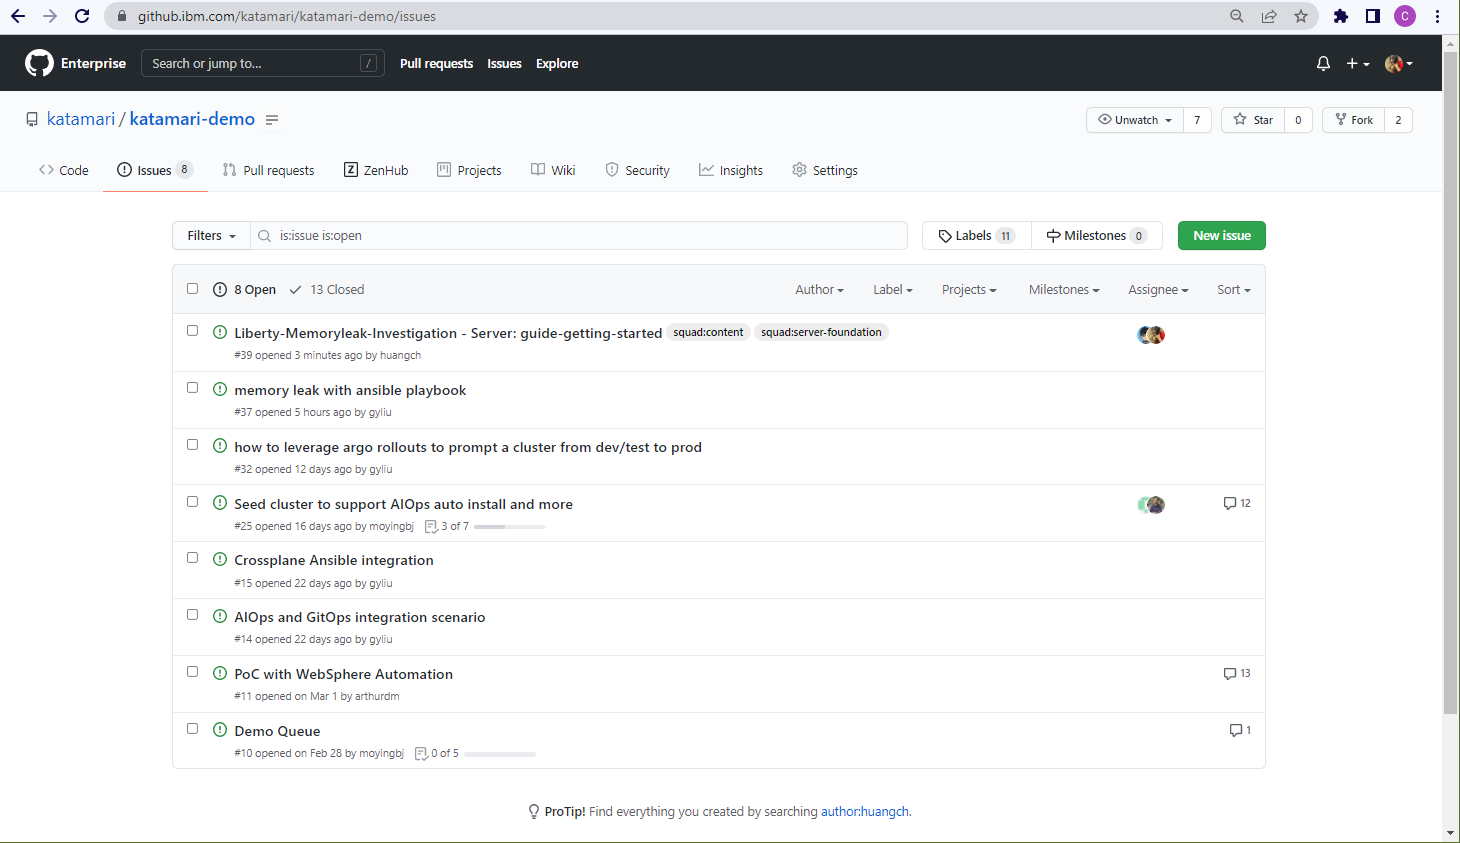 github.ibm.com/katamari/katamari-demo/issues C
Enterprise Search or jump to... / Pull requests Issues Explore
katamari / katamari-demo Unwatch 7 Star 0 Fork 2
Code Issues 8 Pull requests Z ZenHub Projects Wiki Security Insights Settings
Filters is:issue is:open Labels 11 Milestones 0 New issue
8 Open 13 Closed Author Label Projects Milestones Assignee Sort
Liberty-Memoryleak-Investigation - Server: guide-getting-started squad:content squad:server-foundation
#39 opened 3 minutes ago by huangch
memory leak with ansible playbook
#37 opened 5 hours ago by gyliu
how to leverage argo rollouts to prompt a cluster from dev/test to prod
#32 opened 12 days ago by gyliu
Seed cluster to support AIOps auto install and more 12
#25 opened 16 days ago by moyingbj 3 of 7
Crossplane Ansible integration
#15 opened 22 days ago by gyliu
AIOps and GitOps integration scenario
#14 opened 22 days ago by gyliu
PoC with WebSphere Automation 13
#11 opened on Mar 1 by arthurdm
Demo Queue 1
#10 opened on Feb 28 by moyingbj 0 of 5
ProTip! Find everything you created by searching author:huangch.